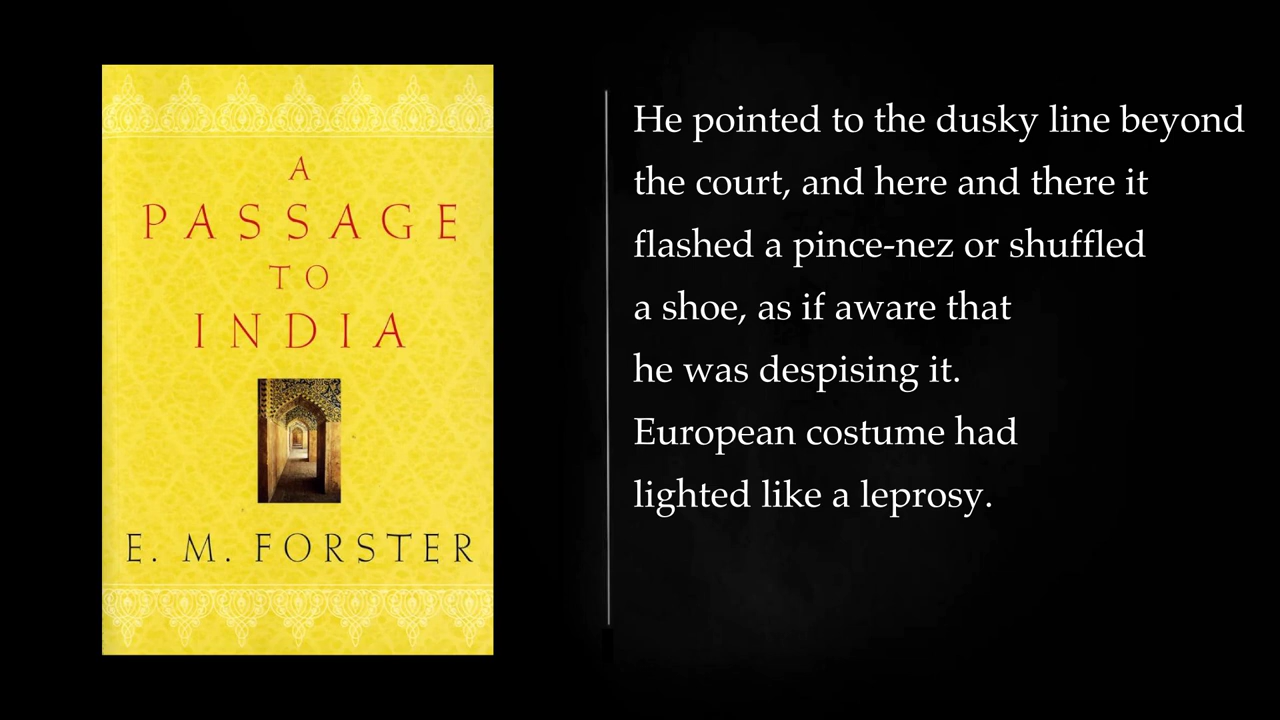 A
PASSAGE
TO
INDIA
E. M. FORSTER
He pointed to the dusky line beyond
the court, and here and there it
flashed a pince-nez or shuffled
a shoe, as if aware that
he was despising it.
European costume had
lighted like a leprosy.